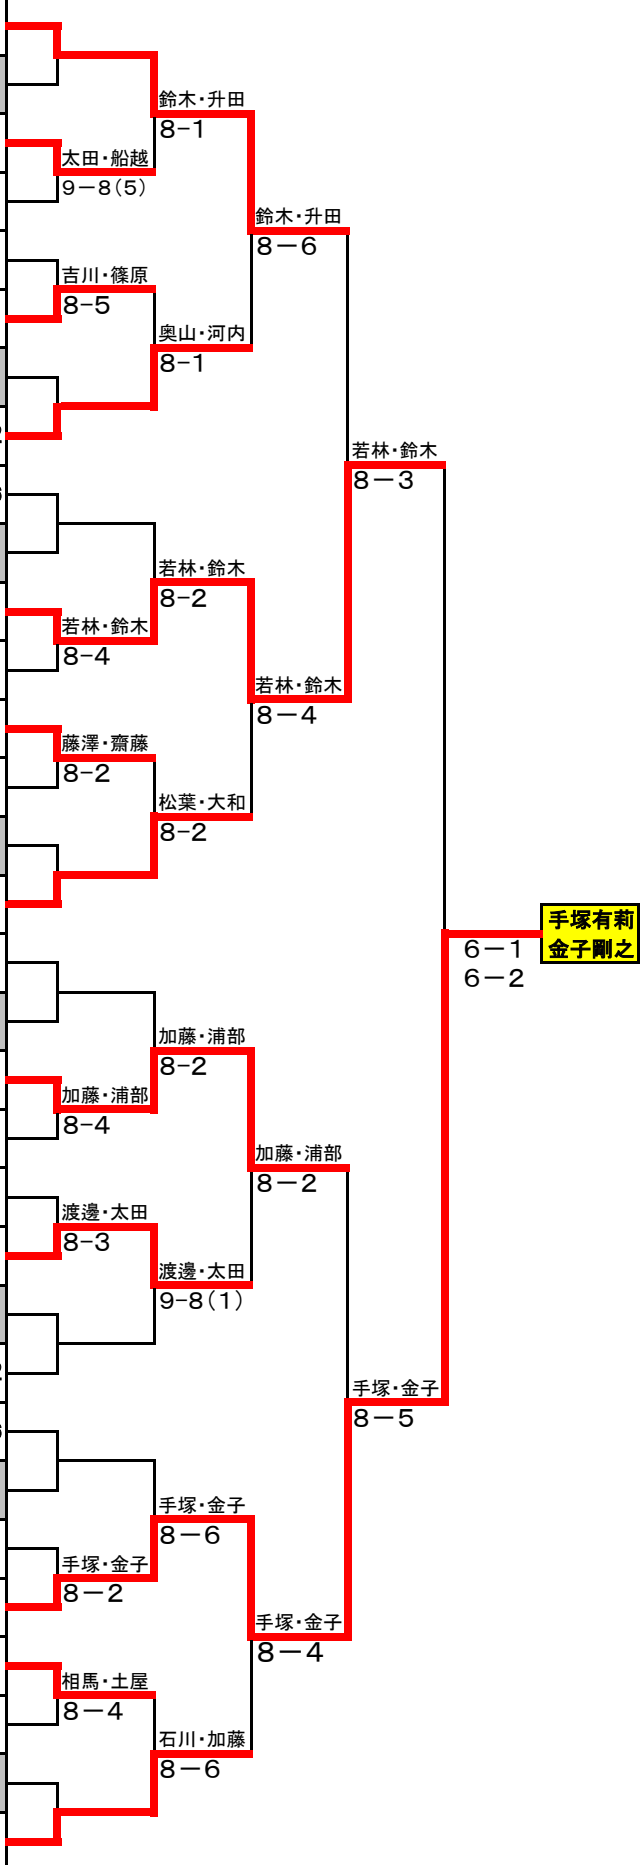 鈴木・升田
8-1
太田・船越
9－8(5)
鈴木・升田
8－6
吉川・篠原
8-5
奥山・河内
8-1
若林・鈴木
8－3
若林・鈴木
8-2
若林・鈴木
8-4
若林・鈴木
8－4
藤澤・齋藤
8-2
松葉・大和
8-2
手塚有莉
金子剛之
6－1
6－2
加藤・浦部
8-2
加藤・浦部
8-4
加藤・浦部
8－2
渡邊・太田
8-3
渡邊・太田
9-8(1)
手塚・金子
8－5
手塚・金子
8－6
手塚・金子
8－2
手塚・金子
8－4
相馬・土屋
8－4
石川・加藤
8－6